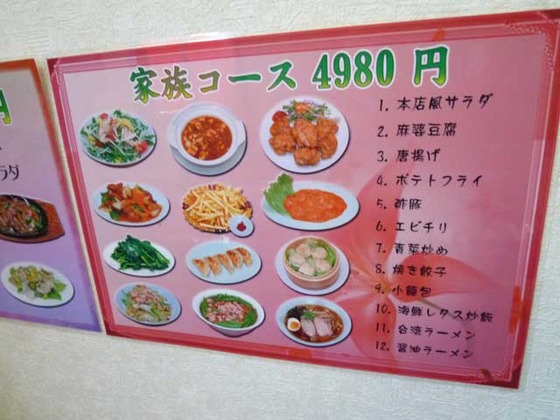 家族コース 4980 円
1. 本店風サラダ
2. 麻婆豆腐
3. 唐揚げ
4. ポテトフライ
5. 酢豚
6. エビチリ
7. 青菜炒め
8. 焼き餃子
9. 小籠包
10. 海鮮レタス炒飯
11. 台湾ラーメン
12. 醤油ラーメン
円
ラダ